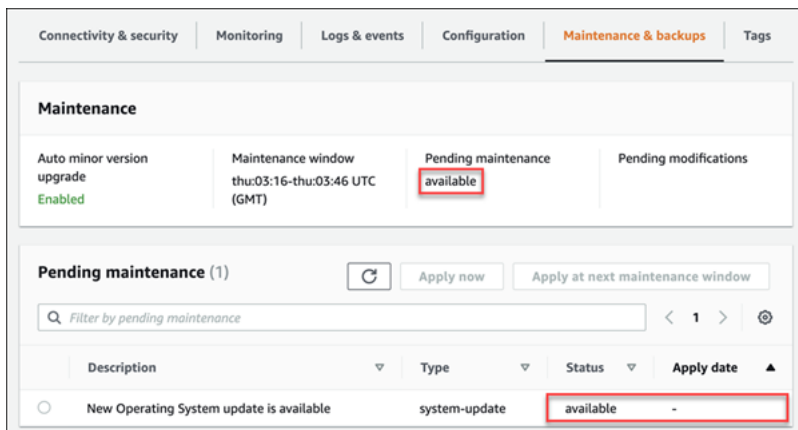 Connectivity & security Monitoring Logs & events Configuration Maintenance & backups Tags
Maintenance
Auto minor version upgrade
Enabled
Maintenance window
thu:03:16-thu:03:46 UTC
(GMT)
Pending maintenance
available
Pending modifications
Pending maintenance (1) Apply now Apply at next maintenance window
Filter by pending maintenance 1
Description Type Status Apply date
New Operating System update is available system-update available -